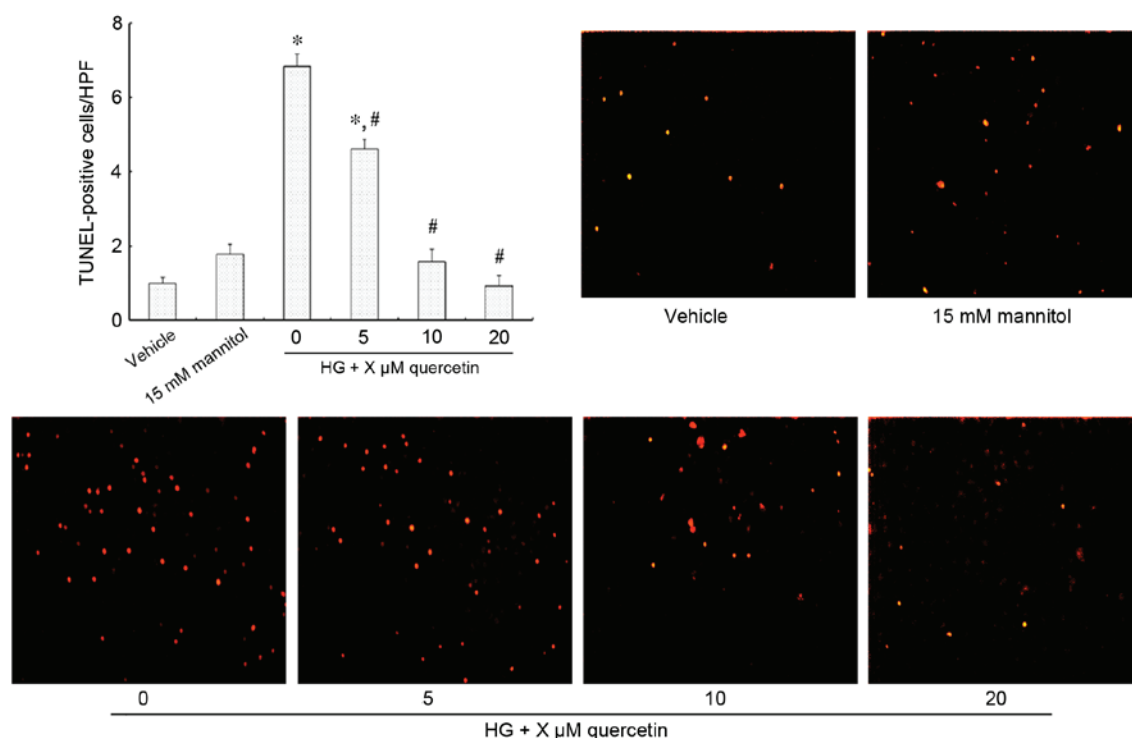 8
6
4
2
0
TUNEL-positive cells/HPF
*
*, #
#
#
Vehicle
15 mM mannitol
0 5 10 20
HG + X μM quercetin
Vehicle
15 mM mannitol
0 5 10 20
HG + X μM quercetin